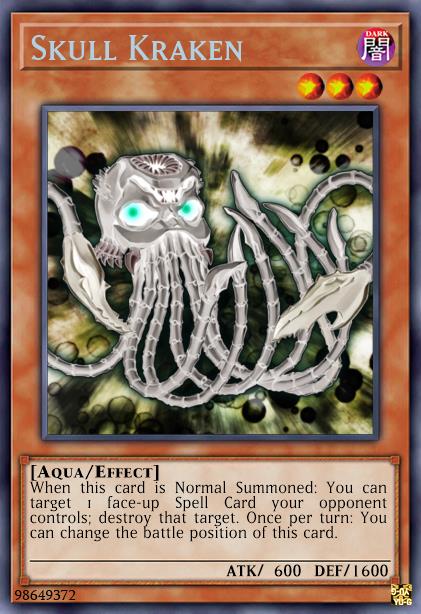 SKULL KRAKEN
DARK
闇
[AQUA/EFFECT]
When this card is Normal Summoned: You can
target 1 face-up Spell Card your opponent
controls; destroy that target. Once per turn: You
can change the battle position of this card.
ATK/ 600 DEF/1600
98649372